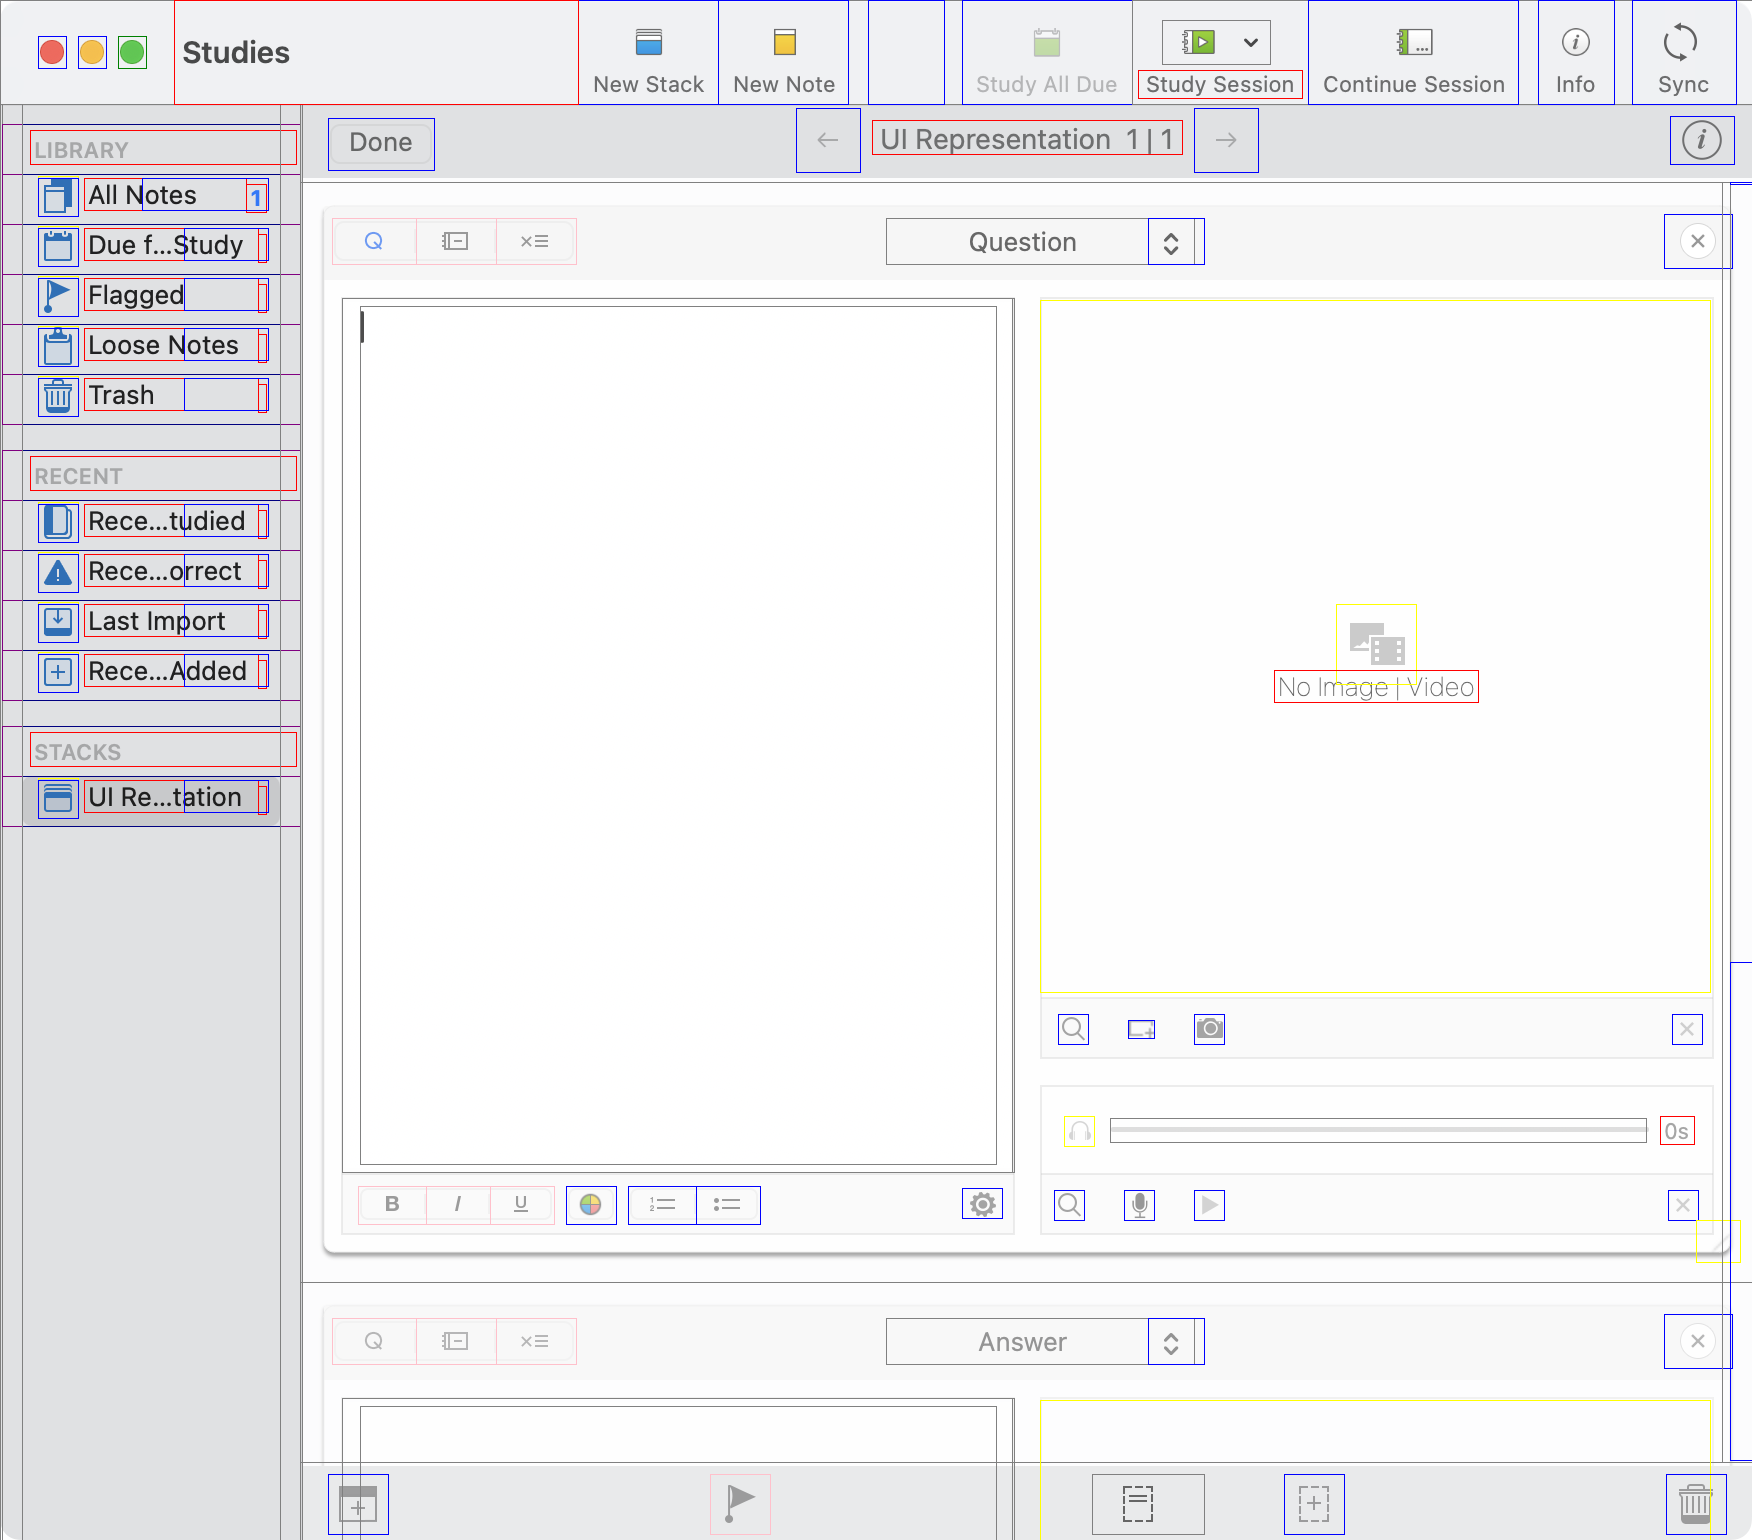 Studies
New Stack
New Note
Study All Due
Study Session
Continue Session
Info
Sync
LIBRARY
All Notes 1
Due f...Study
Flagged
Loose Notes
Trash
RECENT
Rece...tudied
Rece...orrect
Last Import
Rece...Added
STACKS
UI Re...tation
Done
UI Representation 1 | 1
Q
Question
No Image | Video
0s
B I U
Q
Answer